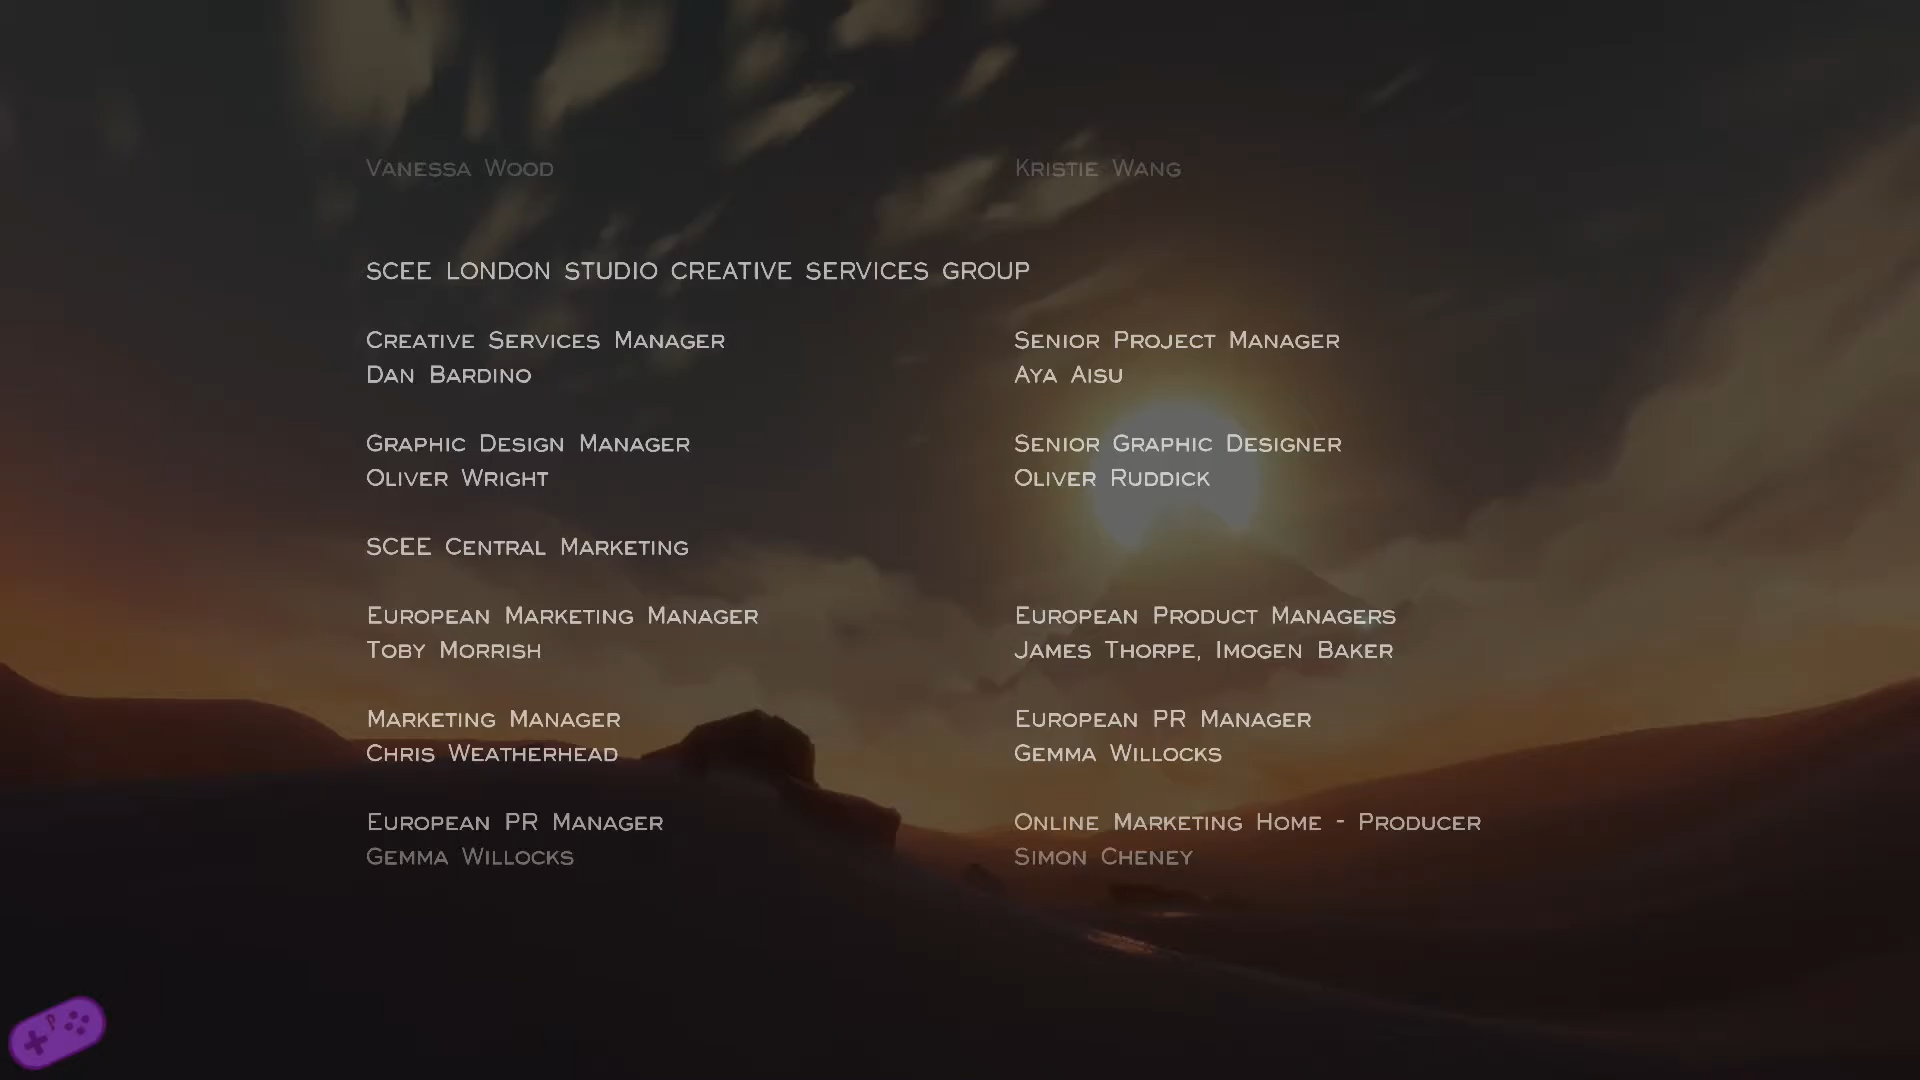 Vanessa Wood
Kristie Wang
SCEE LONDON STUDIO CREATIVE SERVICES GROUP
Creative Services Manager
Dan Bardino
Senior Project Manager
Aya Aisu
Graphic Design Manager
Oliver Wright
Senior Graphic Designer
Oliver Ruddick
SCEE Central Marketing
European Marketing Manager
Toby Morrish
European Product Managers
James Thorpe, Imogen Baker
Marketing Manager
Chris Weatherhead
European PR Manager
Gemma Willocks
European PR Manager
Gemma Willocks
Online Marketing Home - Producer
Simon Cheney
P